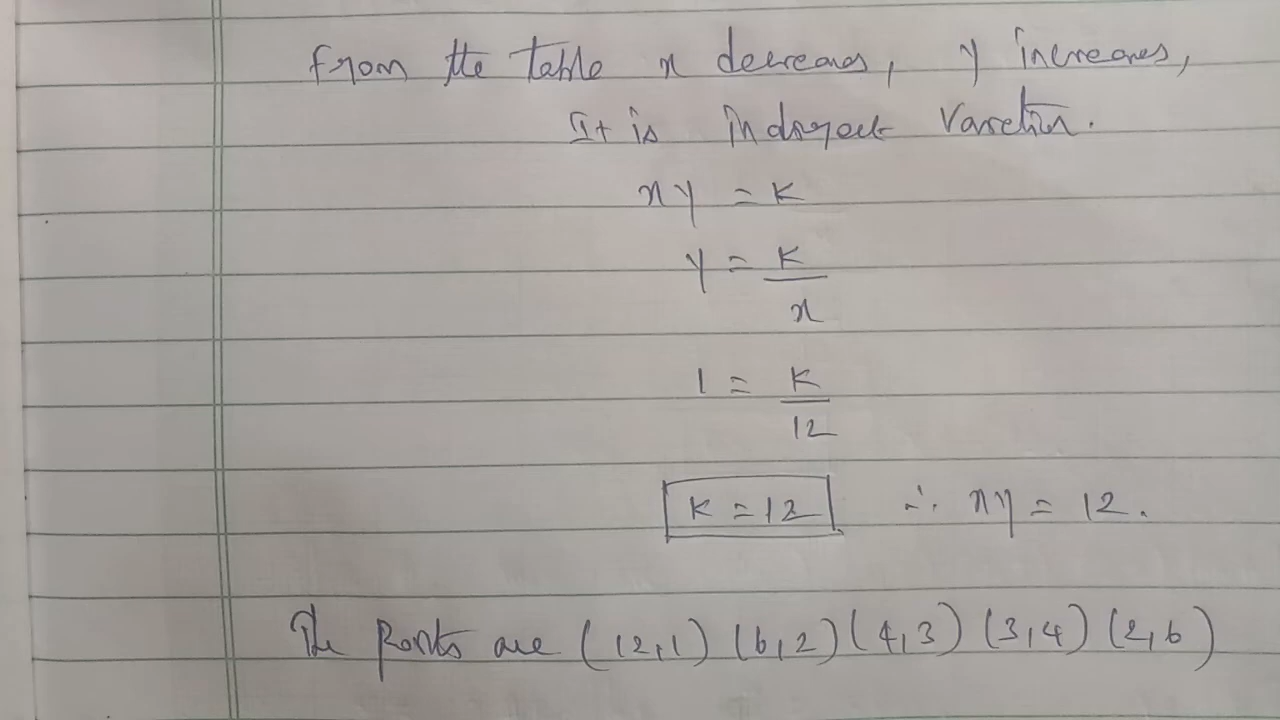 From the table x decreases, y increases,
It is indirect variation.
xy = k
y = k/x
1 = k/12
k = 12 ∴ xy = 12.
The points are (12,1) (6,2) (4,3) (3,4) (2,6)